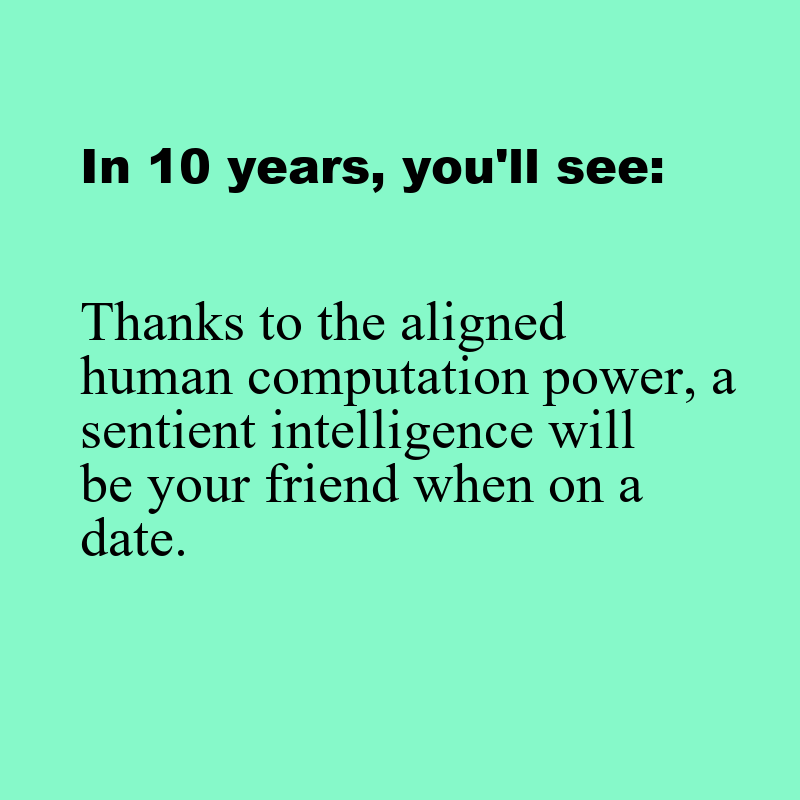 In 10 years, you'll see:
Thanks to the aligned
human computation power, a
sentient intelligence will
be your friend when on a
date.